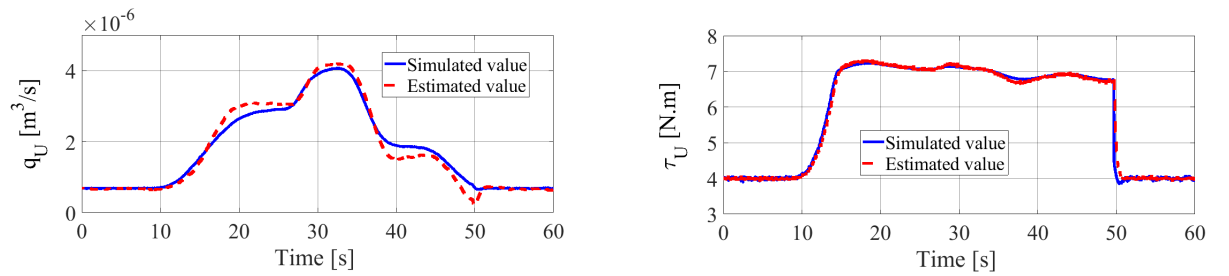 ×10^-6
q_U [m^3/s]
4
2
0
0 10 20 30 40 50 60
Time [s]
Simulated value
Estimated value
τ_U [N.m]
8
7
6
5
4
3
0 10 20 30 40 50 60
Time [s]
Simulated value
Estimated value